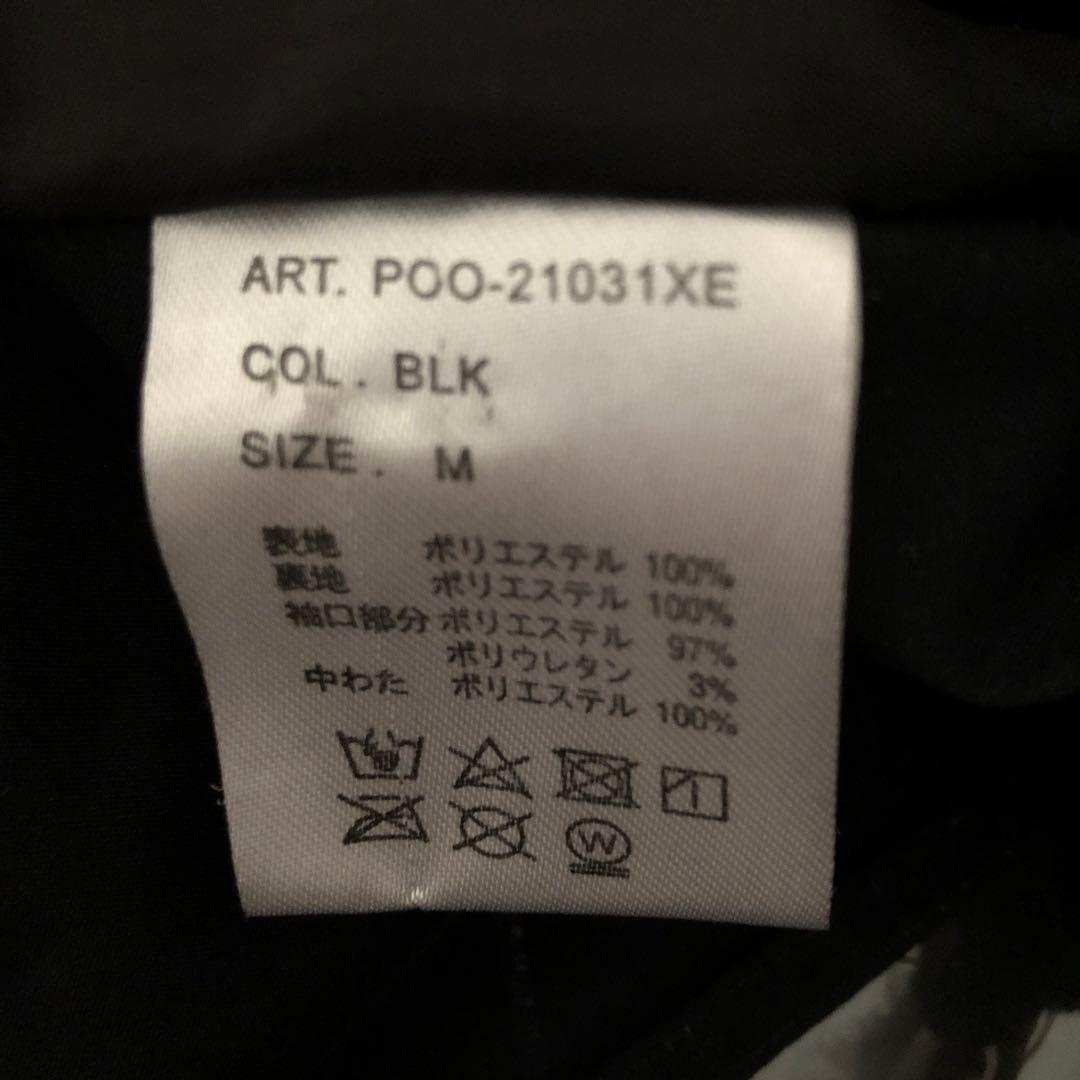 ART. POO-21031XE
COL. BLK
SIZE. M
表地 ポリエステル 100%
裏地 ポリエステル 100%
袖口部分 ポリエステル 97%
ポリウレタン 3%
中わた ポリエステル 100%
W